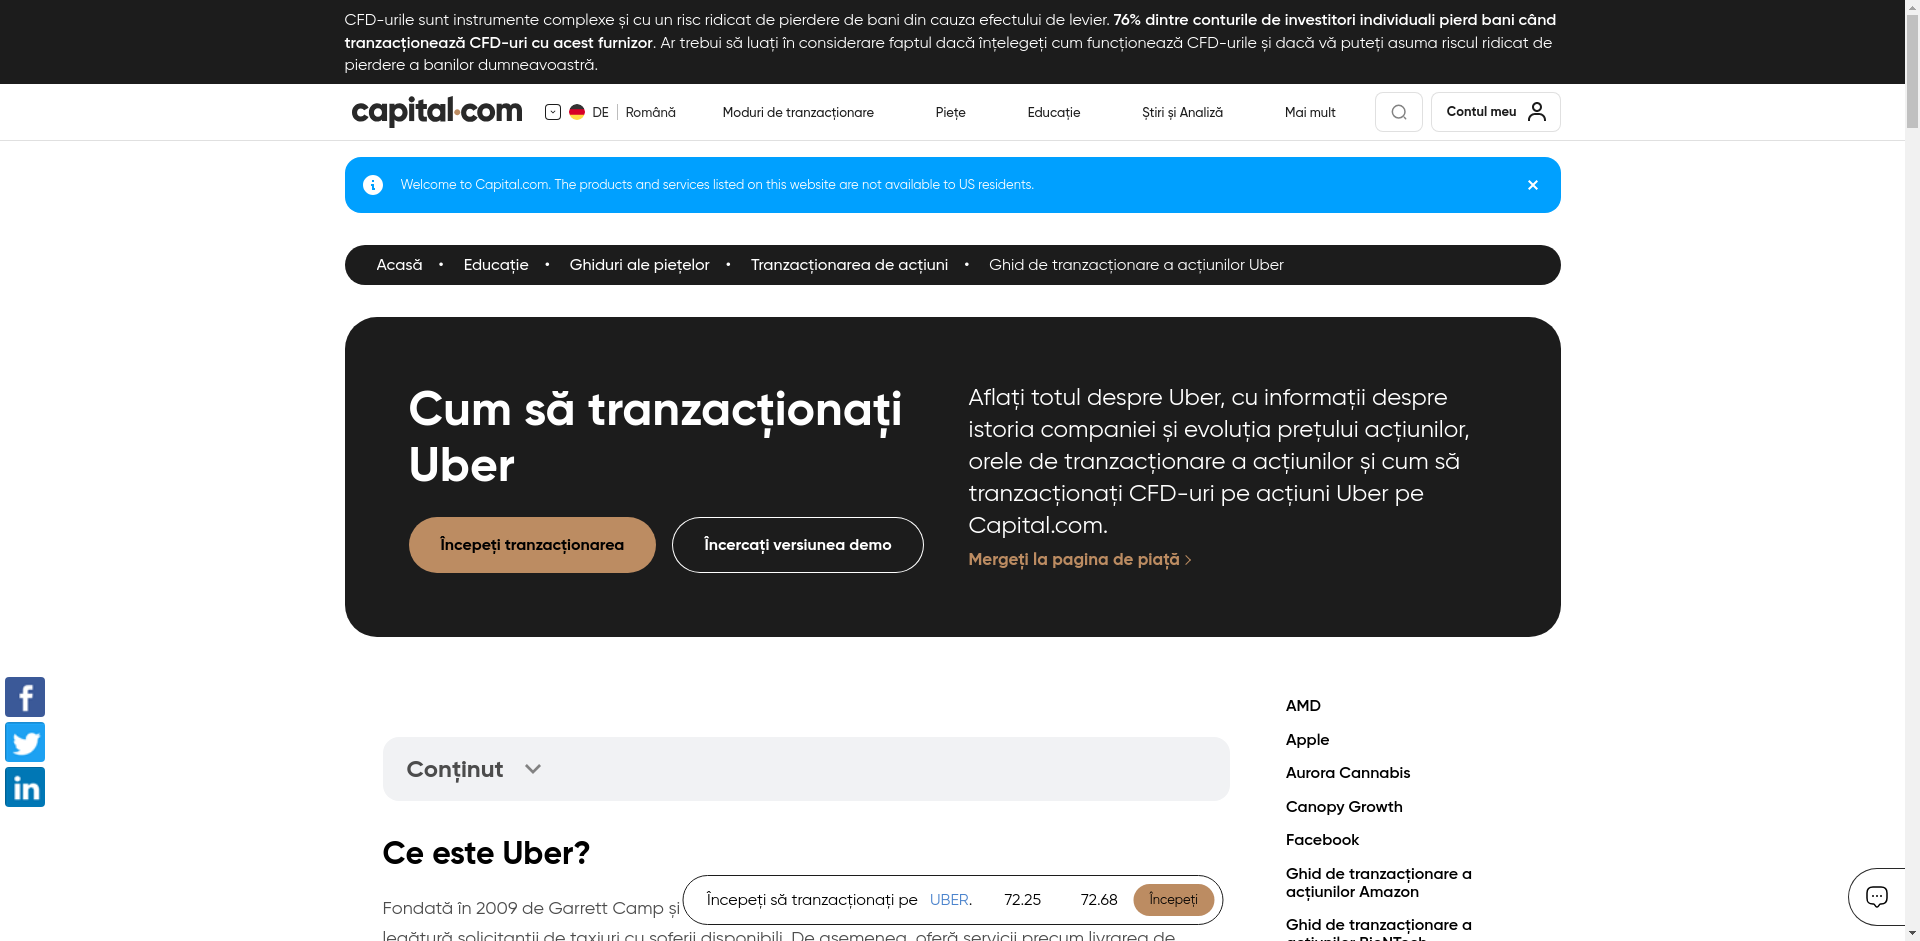 CFD-urile sunt instrumente complexe și cu un risc ridicat de pierdere de bani din cauza efectului de levier. 76% dintre conturile de investitori individuali pierd bani când
tranzacționează CFD-uri cu acest furnizor. Ar trebui să luați în considerare faptul dacă înțelegeți cum funcționează CFD-urile și dacă vă puteți asuma riscul ridicat de
pierdere a banilor dumneavoastră.
capital.com DE Română Moduri de tranzacționare Piețe Educație Știri și Analiză Mai mult Contul meu
Welcome to Capital.com. The products and services listed on this website are not available to US residents.
Acasă • Educație • Ghiduri ale piețelor • Tranzacționarea de acțiuni • Ghid de tranzacționare a acțiunilor Uber
Cum să tranzacționați
Uber
Începeți tranzacționarea
Încercați versiunea demo
Aflați totul despre Uber, cu informații despre
istoria companiei și evoluția prețului acțiunilor,
orele de tranzacționare a acțiunilor și cum să
tranzacționați CFD-uri pe acțiuni Uber pe
Capital.com.
Mergeți la pagina de piață
Conținut
Ce este Uber?
Fondată în 2009 de Garrett Camp și
legătură solicitanții de taxiuri cu șoferii disponibili. De asemenea, oferă servicii precum livrarea de
Începeți să tranzacționați pe UBER. 72.25 72.68 Începeți
AMD
Apple
Aurora Cannabis
Canopy Growth
Facebook
Ghid de tranzacționare a
acțiunilor Amazon
Ghid de tranzacționare a
acțiunilor BioNTech